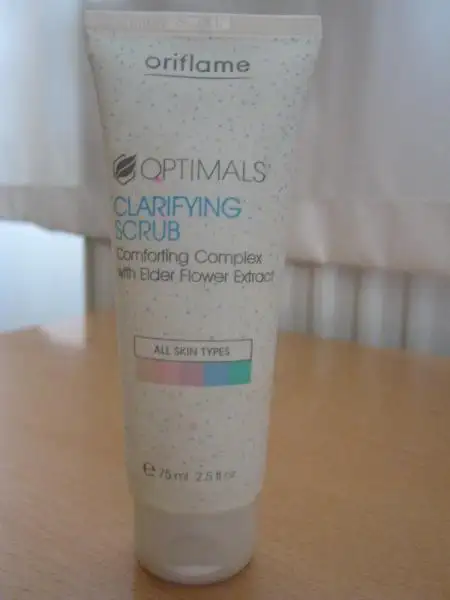 oriflame
OPTIMALS
CLARIFYING
SCRUB
Comforting Complex
with Elder Flower Extract
ALL SKIN TYPES
℮ 75 ml 2.5 fl oz